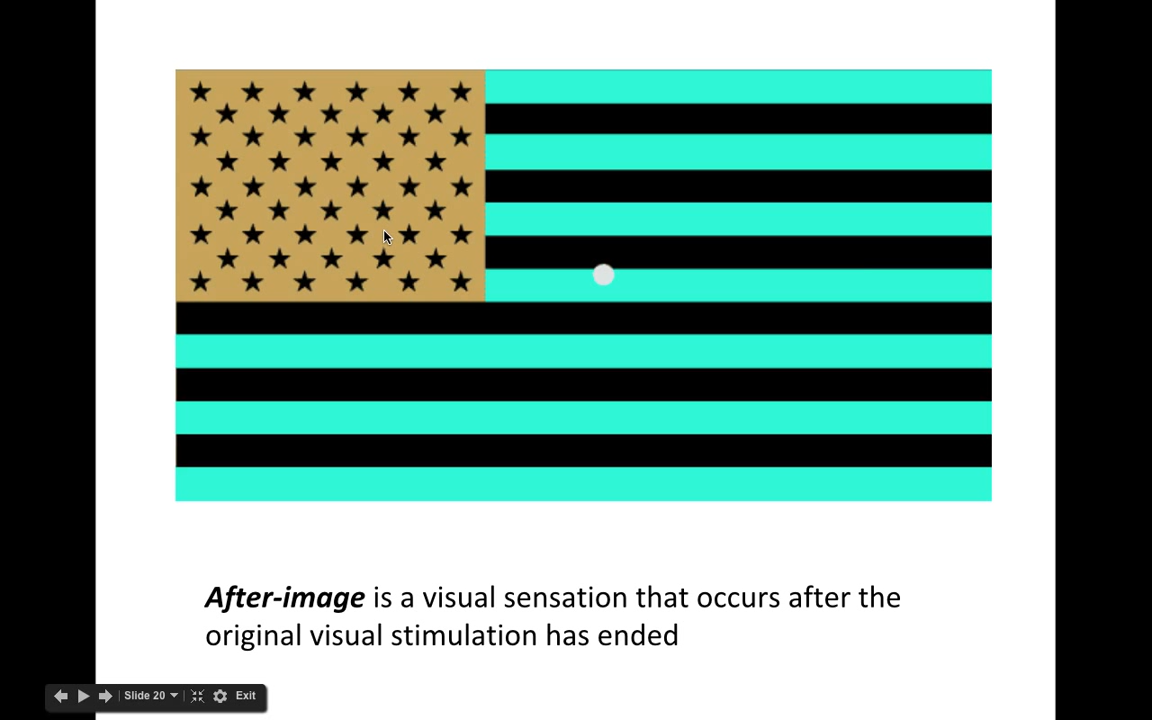 After-image is a visual sensation that occurs after the
original visual stimulation has ended
Slide 20
Exit